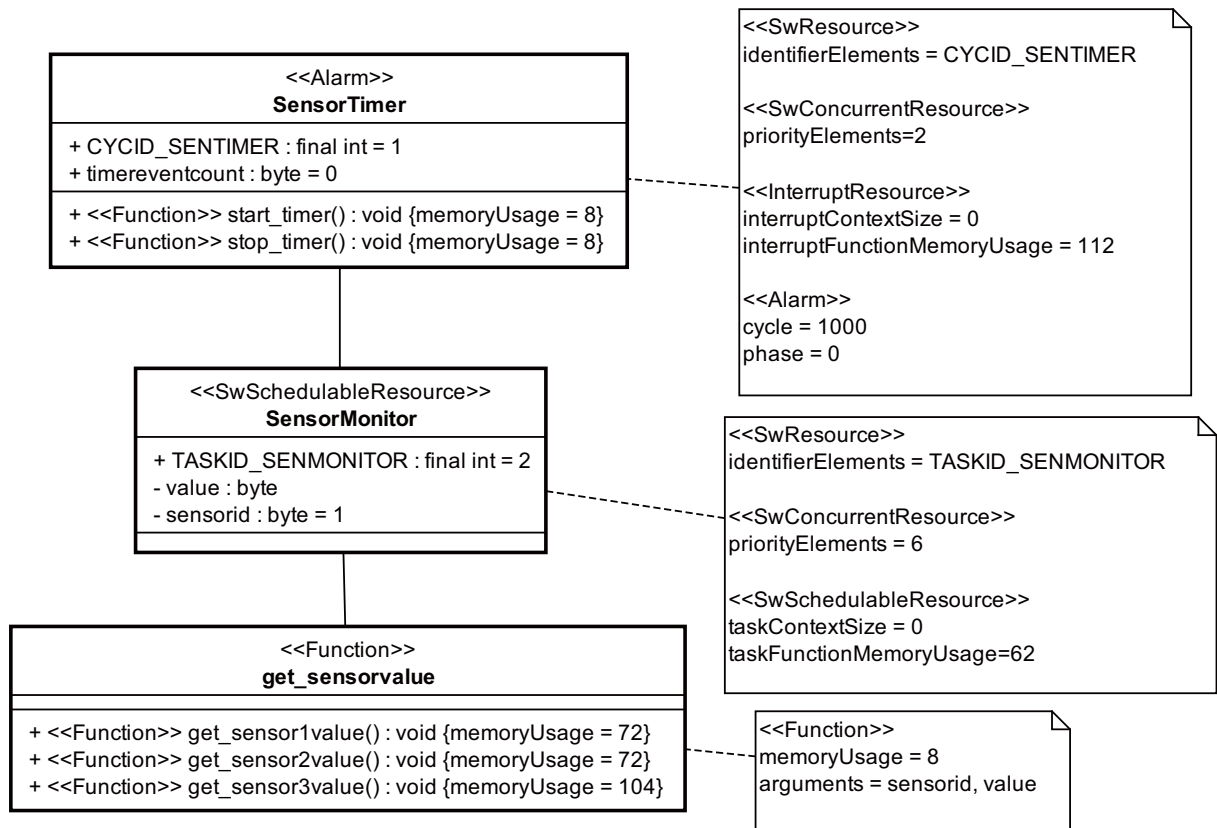 <<Alarm>>
SensorTimer
+ CYCID_SENTIMER : final int = 1
+ timereventcount : byte = 0
+ <<Function>> start_timer() : void {memoryUsage = 8}
+ <<Function>> stop_timer() : void {memoryUsage = 8}
<<SwResource>>
identifierElements = CYCID_SENTIMER
<<SwConcurrentResource>>
priorityElements=2
<<InterruptResource>>
interruptContextSize = 0
interruptFunctionMemoryUsage = 112
<<Alarm>>
cycle = 1000
phase = 0
<<SwSchedulableResource>>
SensorMonitor
+ TASKID_SENMONITOR : final int = 2
- value : byte
- sensorid : byte = 1
<<SwResource>>
identifierElements = TASKID_SENMONITOR
<<SwConcurrentResource>>
priorityElements = 6
<<SwSchedulableResource>>
taskContextSize = 0
taskFunctionMemoryUsage=62
<<Function>>
get_sensorvalue
+ <<Function>> get_sensor1value() : void {memoryUsage = 72}
+ <<Function>> get_sensor2value() : void {memoryUsage = 72}
+ <<Function>> get_sensor3value() : void {memoryUsage = 104}
<<Function>>
memoryUsage = 8
arguments = sensorid, value